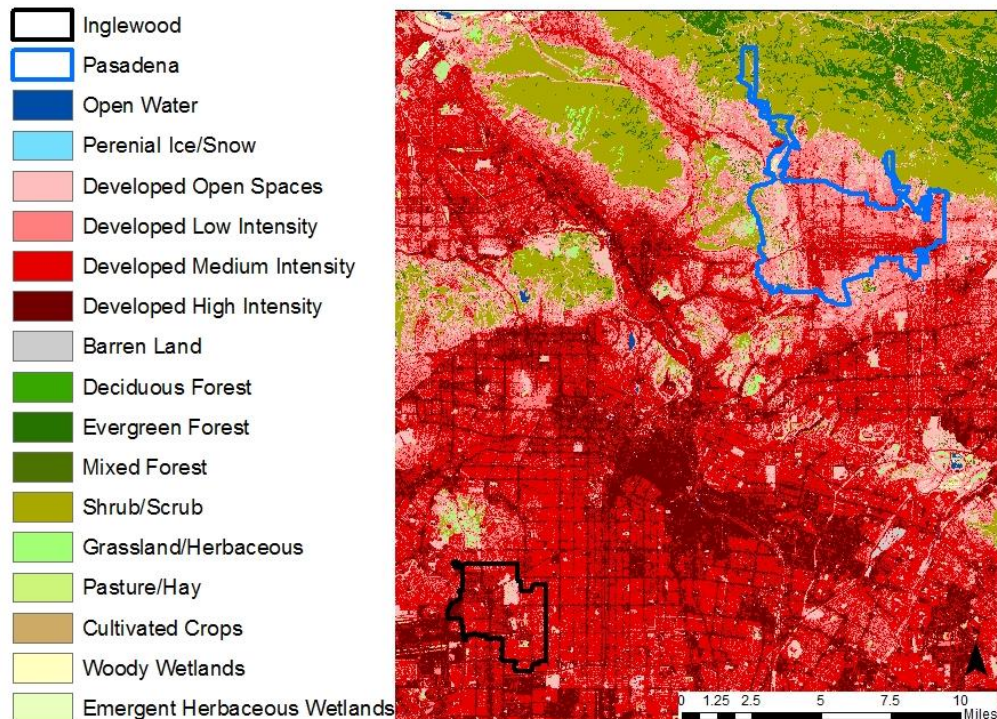 Inglewood
Pasadena
Open Water
Perenial Ice/Snow
Developed Open Spaces
Developed Low Intensity
Developed Medium Intensity
Developed High Intensity
Barren Land
Deciduous Forest
Evergreen Forest
Mixed Forest
Shrub/Scrub
Grassland/Herbaceous
Pasture/Hay
Cultivated Crops
Woody Wetlands
Emergent Herbaceous Wetlands
0 1.25 2.5 5 7.5 10
Miles